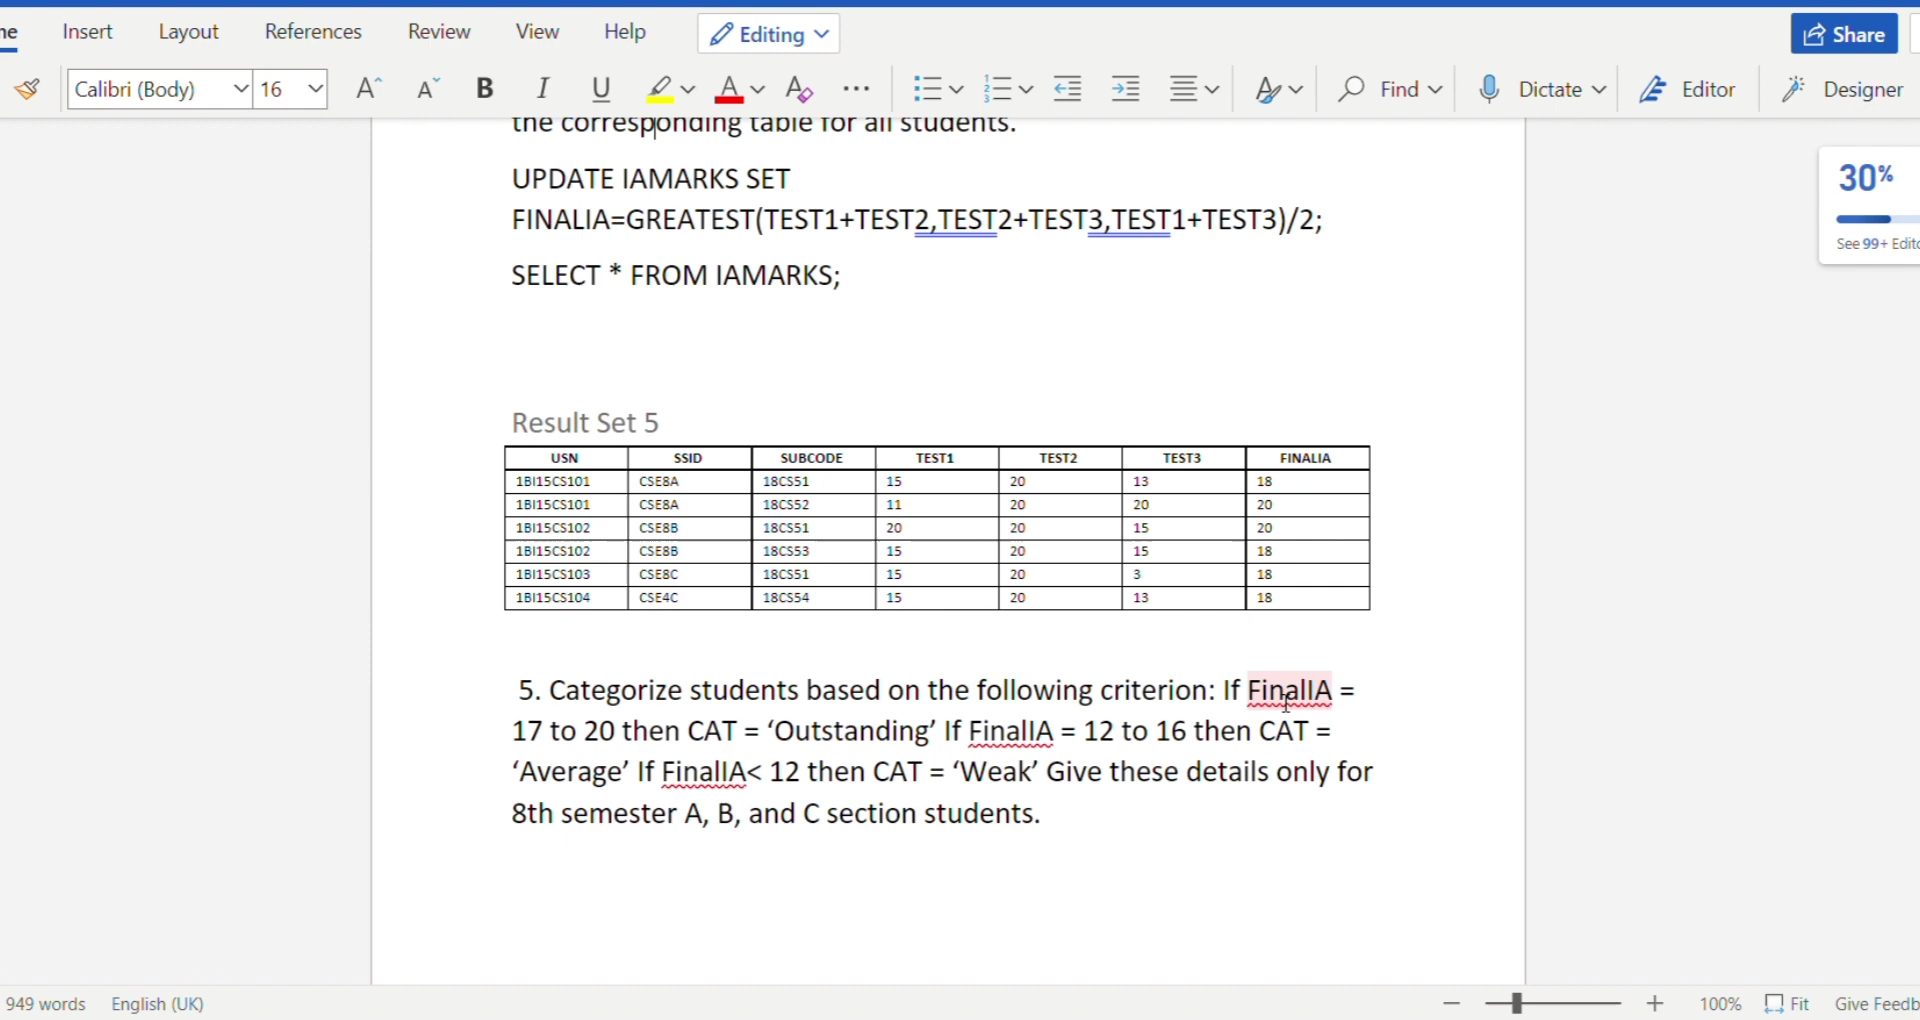 Insert Layout References Review View Help Editing Share
Calibri (Body) 16 A A B I U A A Find Dictate Editor Designer
the corresponding table for all students.
UPDATE IAMARKS SET
FINALIA=GREATEST(TEST1+TEST2,TEST2+TEST3,TEST1+TEST3)/2;
SELECT * FROM IAMARKS;
30%
See 99+
Result Set 5
USN SSID SUBCODE TEST1 TEST2 TEST3 FINALIA
1BI15CS101 CSE8A 18CS51 15 20 13 18
1BI15CS101 CSE8A 18CS52 11 20 20 20
1BI15CS102 CSE8B 18CS51 20 20 15 20
1BI15CS102 CSE8B 18CS53 15 20 15 18
1BI15CS103 CSE8C 18CS51 15 20 3 18
1BI15CS104 CSE4C 18CS54 15 20 13 18
5. Categorize students based on the following criterion: If FinalIA =
17 to 20 then CAT = ‘Outstanding’ If FinalIA = 12 to 16 then CAT =
‘Average’ If FinalIA< 12 then CAT = ‘Weak’ Give these details only for
8th semester A, B, and C section students.
949 words English (UK) 100% Fit Give